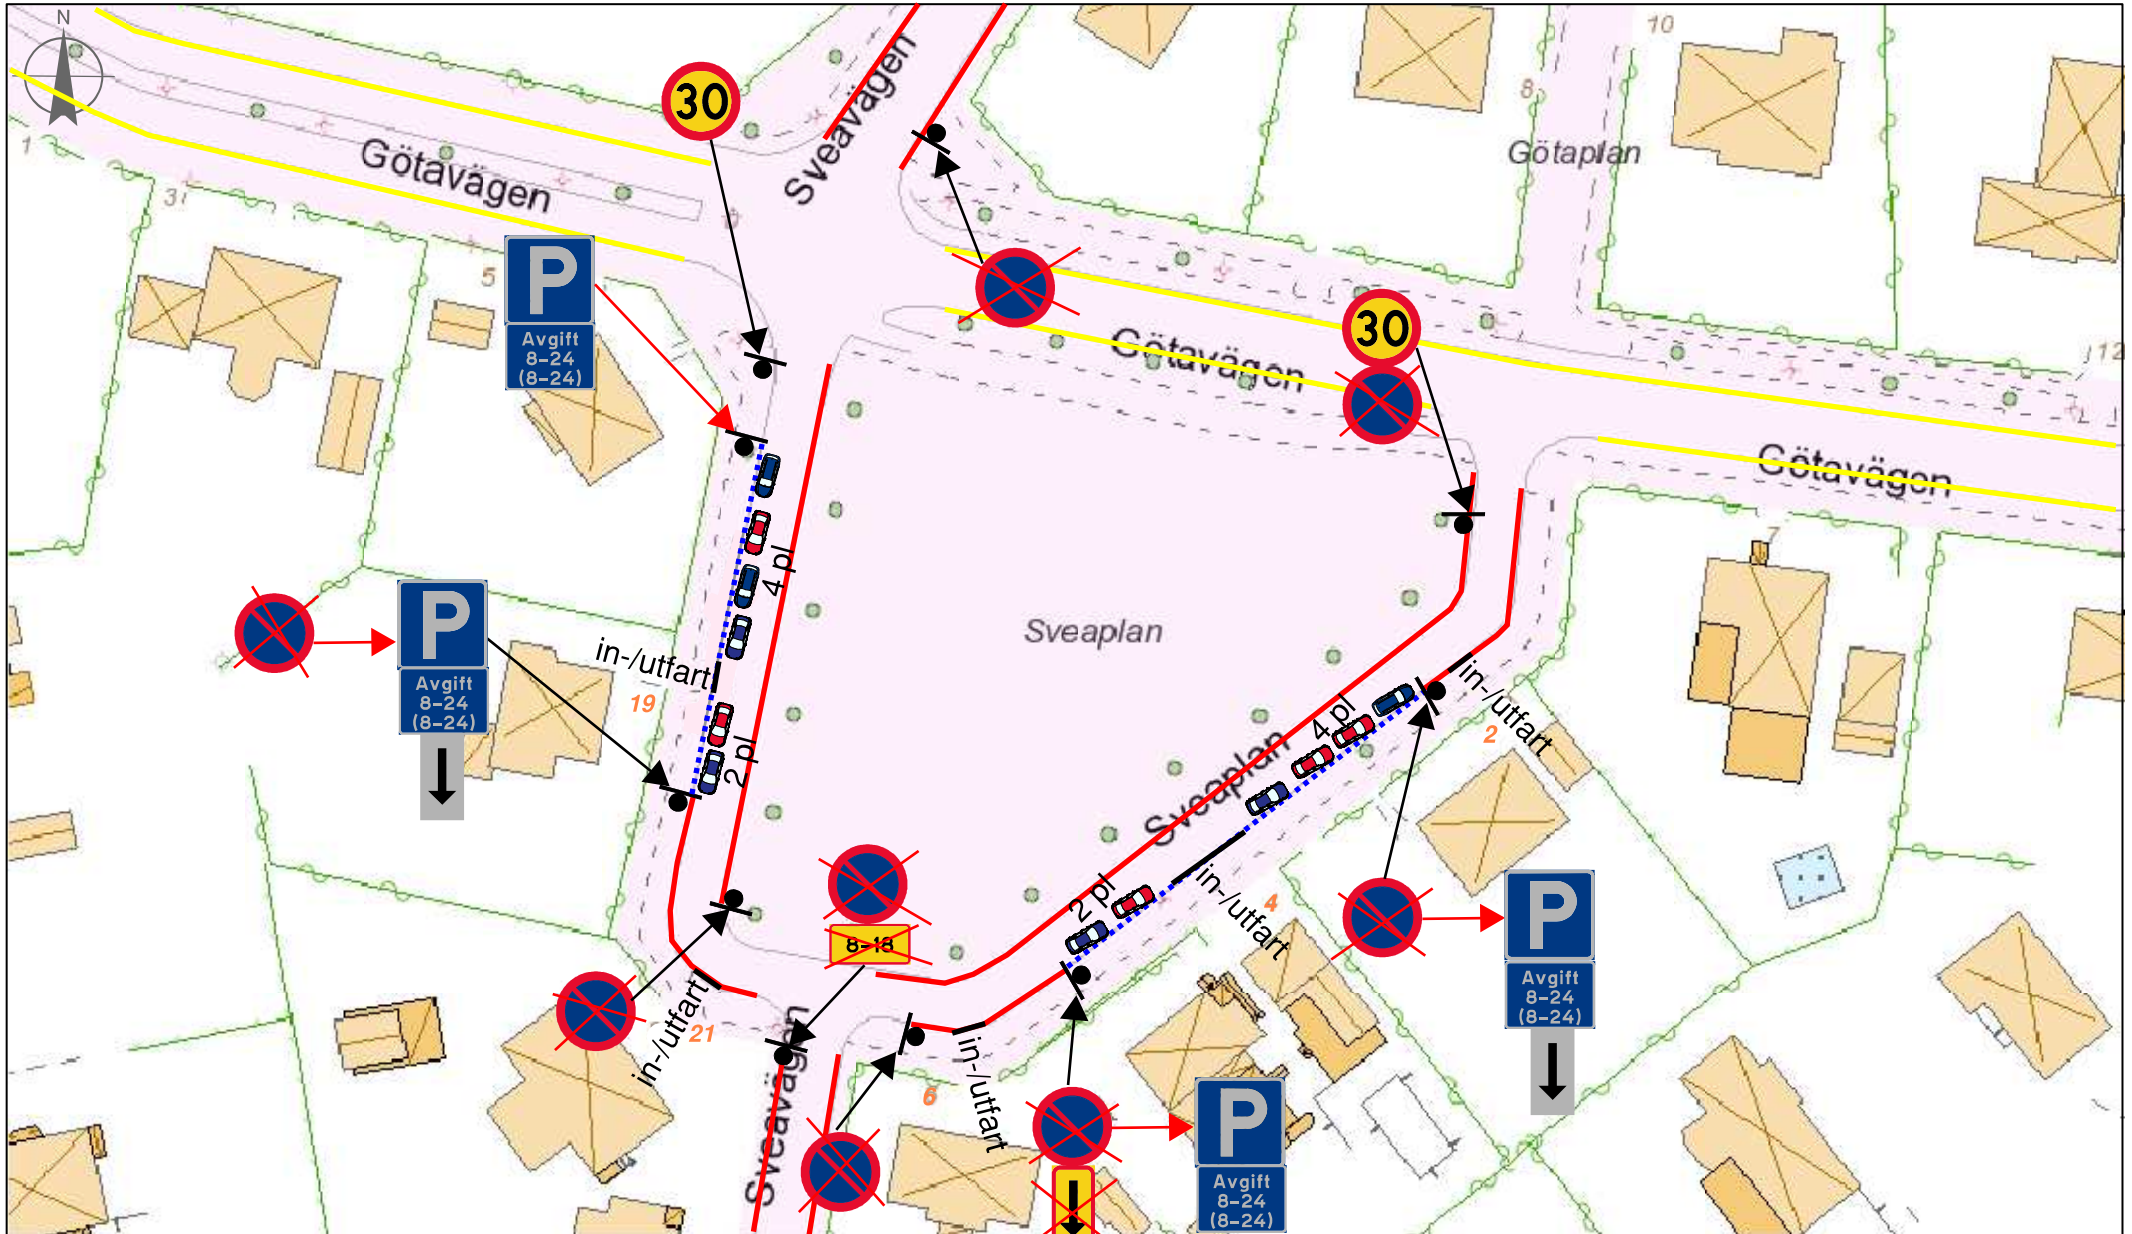 N
30
Sveavägen
10
8
Götaplan
1
Götavägen
3
5
P
Avgift
8-24
(8-24)
30
Götavägen
12
Götavägen
7
4 pl
P
Avgift
8-24
(8-24)
in-/utfart
19
Sveaplan
2 pl
in-/utfart
2
4 pl
Sveaplan
8-18
2 pl
in-/utfart
4
P
Avgift
8-24
(8-24)
in-/utfart
21
Sveavägen
in-/utfart
6
P
Avgift
8-24
(8-24)
Sveavägen